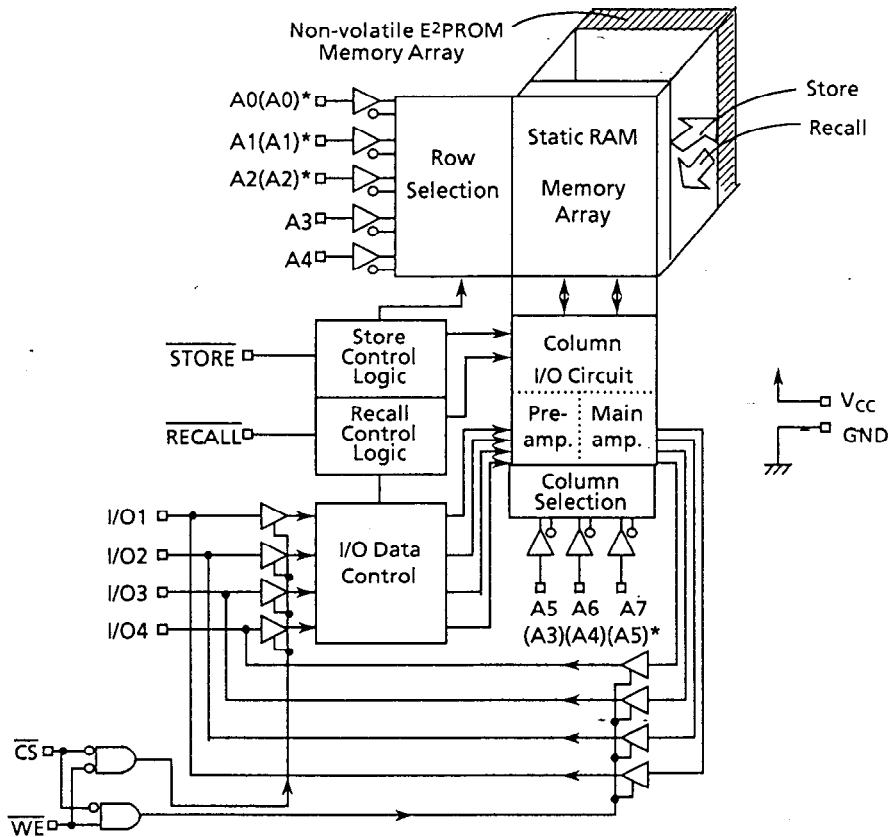 Non-volatile E²PROM
Memory Array
A0(A0)*
A1(A1)*
A2(A2)*
A3
A4
Row
Selection
Static RAM
Memory
Array
Store
Recall
STORE
RECALL
Store
Control
Logic
Recall
Control
Logic
Column
I/O Circuit
Pre-
amp.
Main
amp.
Column
Selection
VCC
GND
I/O1
I/O2
I/O3
I/O4
I/O Data
Control
A5 A6 A7
(A3)(A4)(A5)*
CS
WE